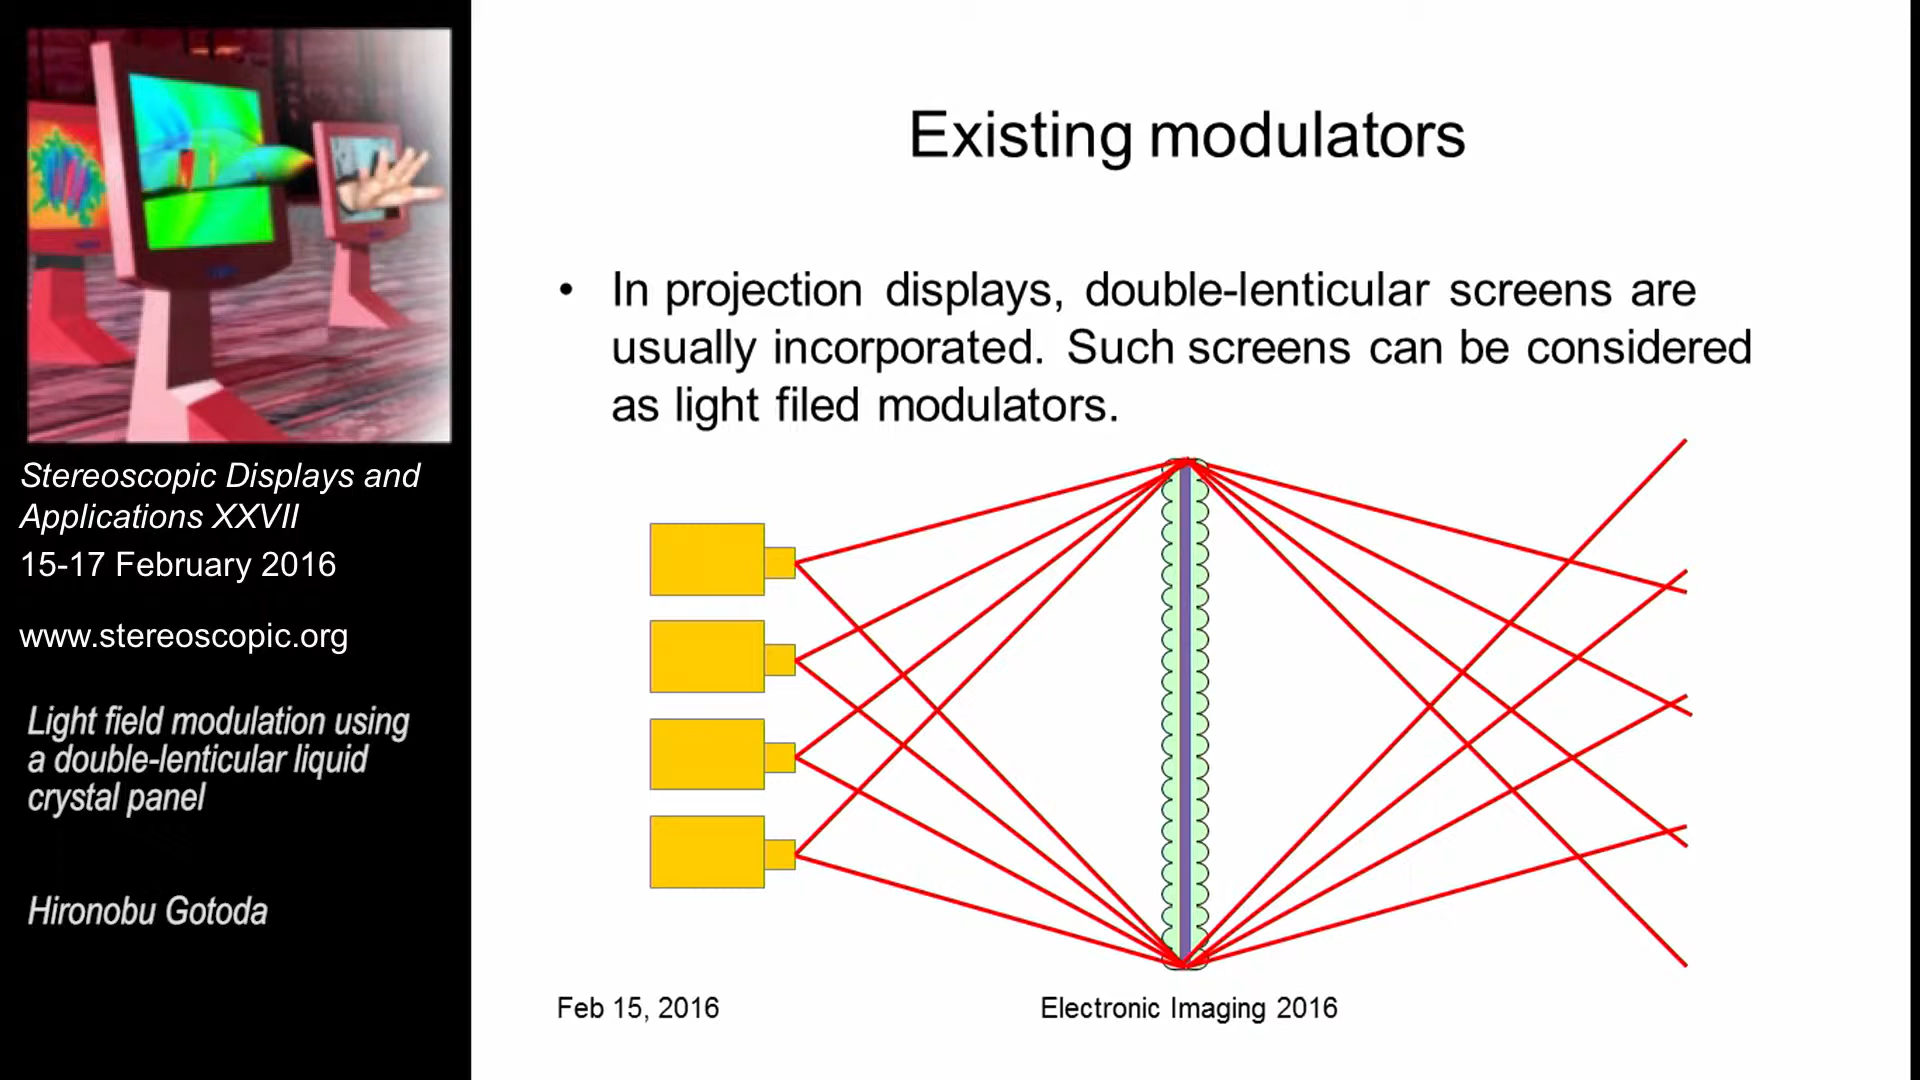 Stereoscopic Displays and
Applications XXVII
15-17 February 2016
www.stereoscopic.org
Light field modulation using
a double-lenticular liquid
crystal panel
Hironobu Gotoda
Existing modulators
• In projection displays, double-lenticular screens are
usually incorporated. Such screens can be considered
as light filed modulators.
Feb 15, 2016
Electronic Imaging 2016